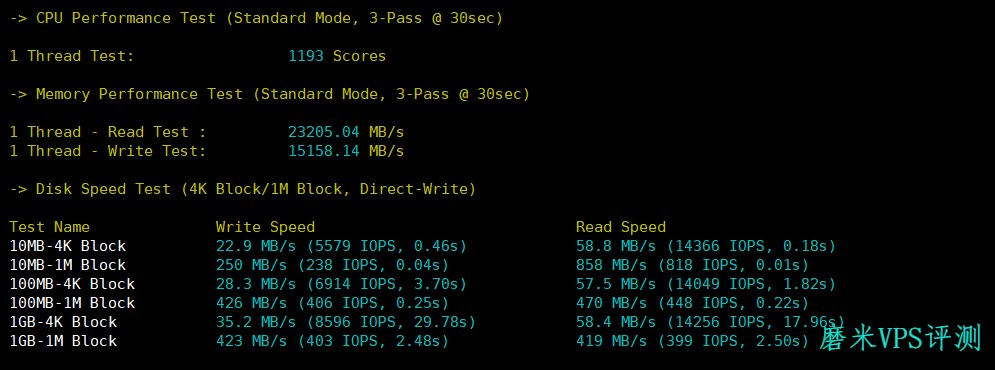 -> CPU Performance Test (Standard Mode, 3-Pass @ 30sec)
1 Thread Test: 1193 Scores
-> Memory Performance Test (Standard Mode, 3-Pass @ 30sec)
1 Thread - Read Test : 23205.04 MB/s
1 Thread - Write Test: 15158.14 MB/s
-> Disk Speed Test (4K Block/1M Block, Direct-Write)
Test Name Write Speed Read Speed
10MB-4K Block 22.9 MB/s (5579 IOPS, 0.46s) 58.8 MB/s (14366 IOPS, 0.18s)
10MB-1M Block 250 MB/s (238 IOPS, 0.04s) 858 MB/s (818 IOPS, 0.01s)
100MB-4K Block 28.3 MB/s (6914 IOPS, 3.70s) 57.5 MB/s (14049 IOPS, 1.82s)
100MB-1M Block 426 MB/s (406 IOPS, 0.25s) 470 MB/s (448 IOPS, 0.22s)
1GB-4K Block 35.2 MB/s (8596 IOPS, 29.78s) 58.4 MB/s (14256 IOPS, 17.96s)
1GB-1M Block 423 MB/s (403 IOPS, 2.48s) 419 MB/s (399 IOPS, 2.50s)
磨米VPS评测